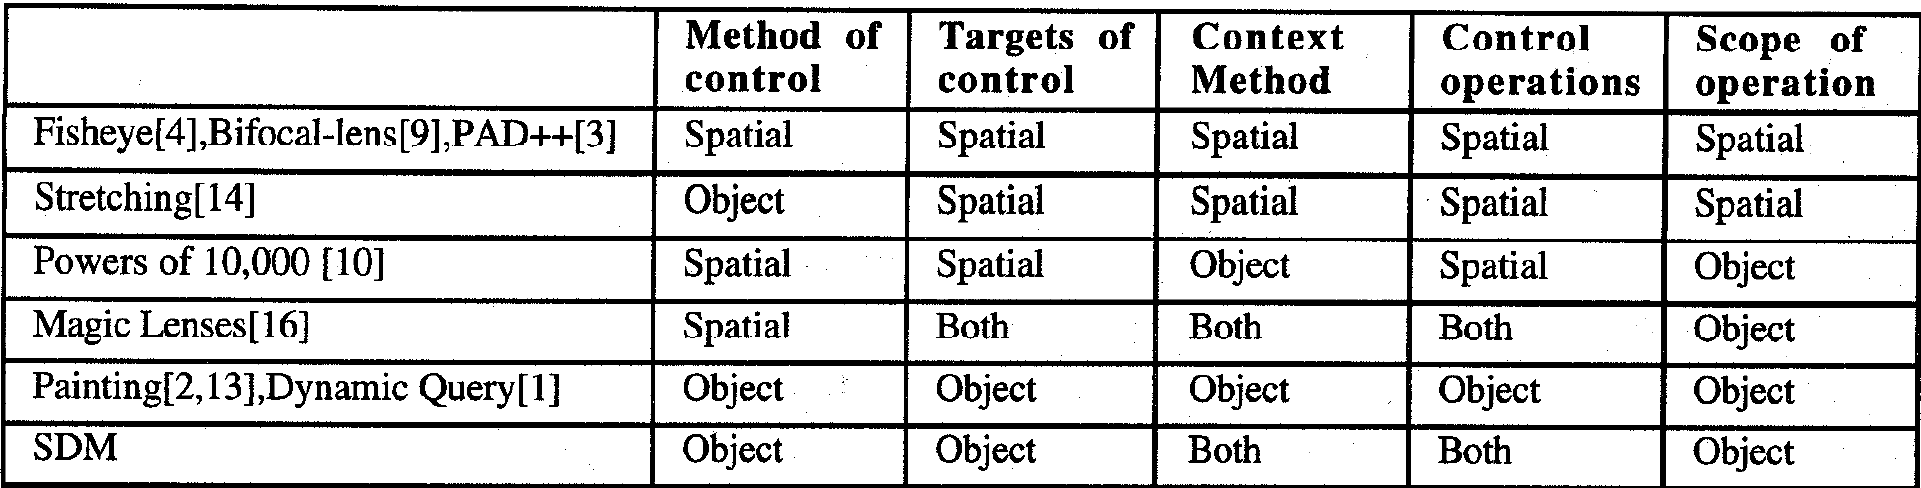 Method of control Targets of control Context Method Control operations Scope of operation
Fisheye[4],Bifocal-lens[9],PAD++[3] Spatial Spatial Spatial Spatial Spatial
Stretching[14] Object Spatial Spatial Spatial Spatial
Powers of 10,000 [10] Spatial Spatial Object Spatial Object
Magic Lenses[16] Spatial Both Both Both Object
Painting[2,13],Dynamic Query[1] Object Object Object Object Object
SDM Object Object Both Both Object